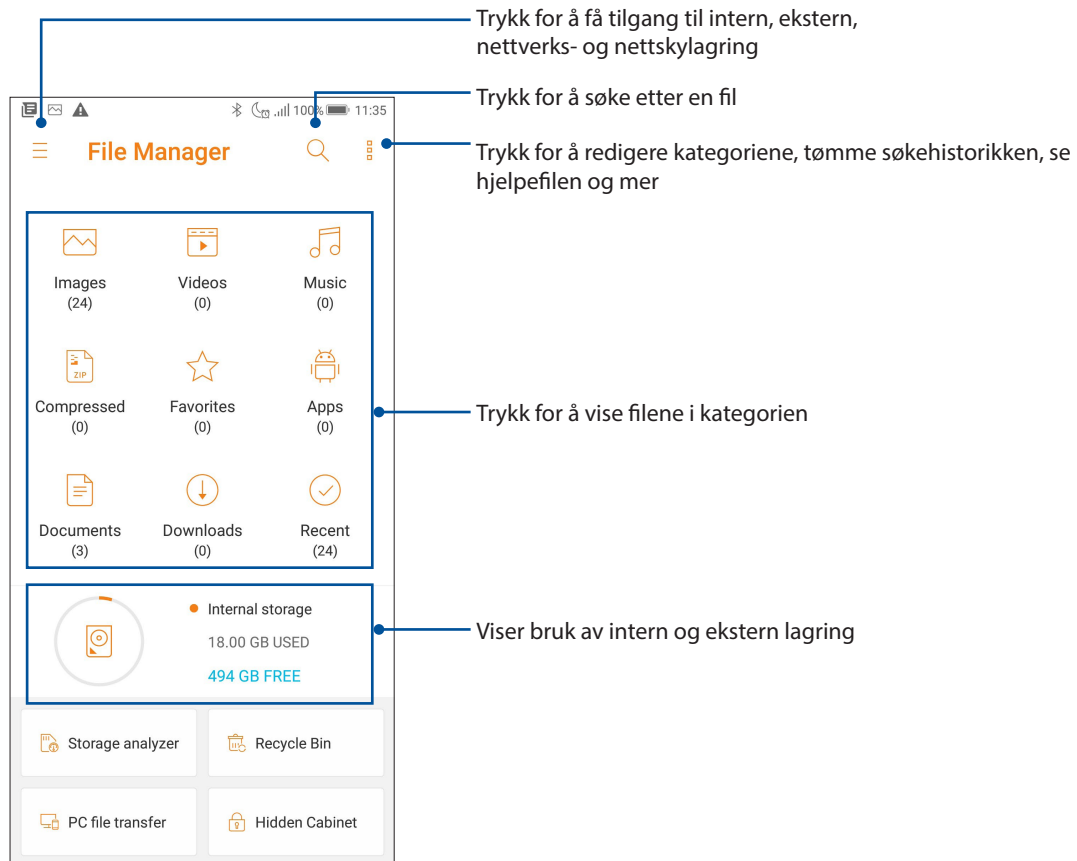 Trykk for å få tilgang til intern, ekstern,
nettverks- og nettskylagring
Trykk for å søke etter en fil
Trykk for å redigere kategoriene, tømme søkehistorikken, se
hjelpefilen og mer
100% 11:35
File Manager
Images Videos Music
(24) (0) (0)
ZIP
Compressed Favorites Apps
(0) (0) (0)
Trykk for å vise filene i kategorien
Documents Downloads Recent
(3) (0) (24)
Internal storage
18.00 GB USED
494 GB FREE
Viser bruk av intern og ekstern lagring
Storage analyzer Recycle Bin
PC file transfer Hidden Cabinet